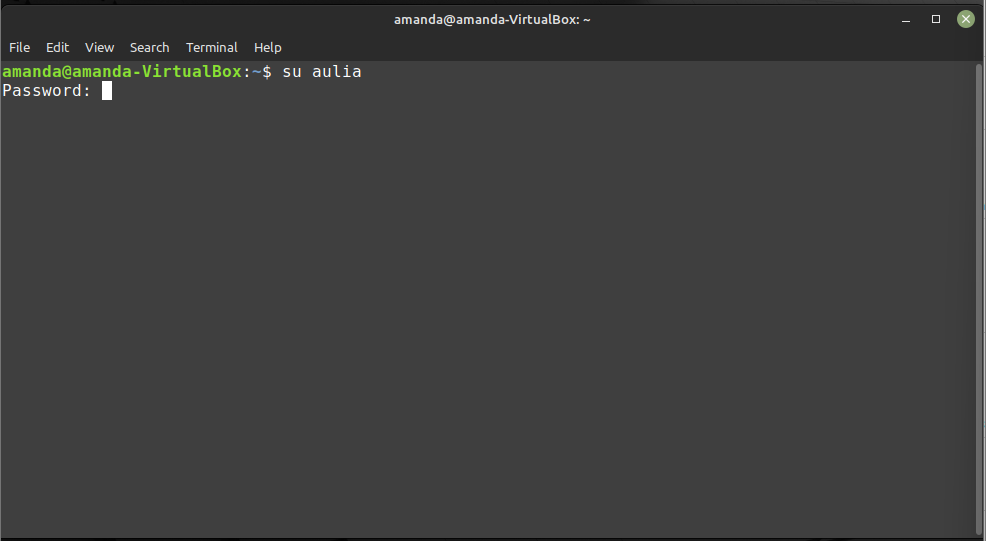 amanda@amanda-VirtualBox: ~
File Edit View Search Terminal Help
amanda@amanda-VirtualBox:~$ su aulia
Password: